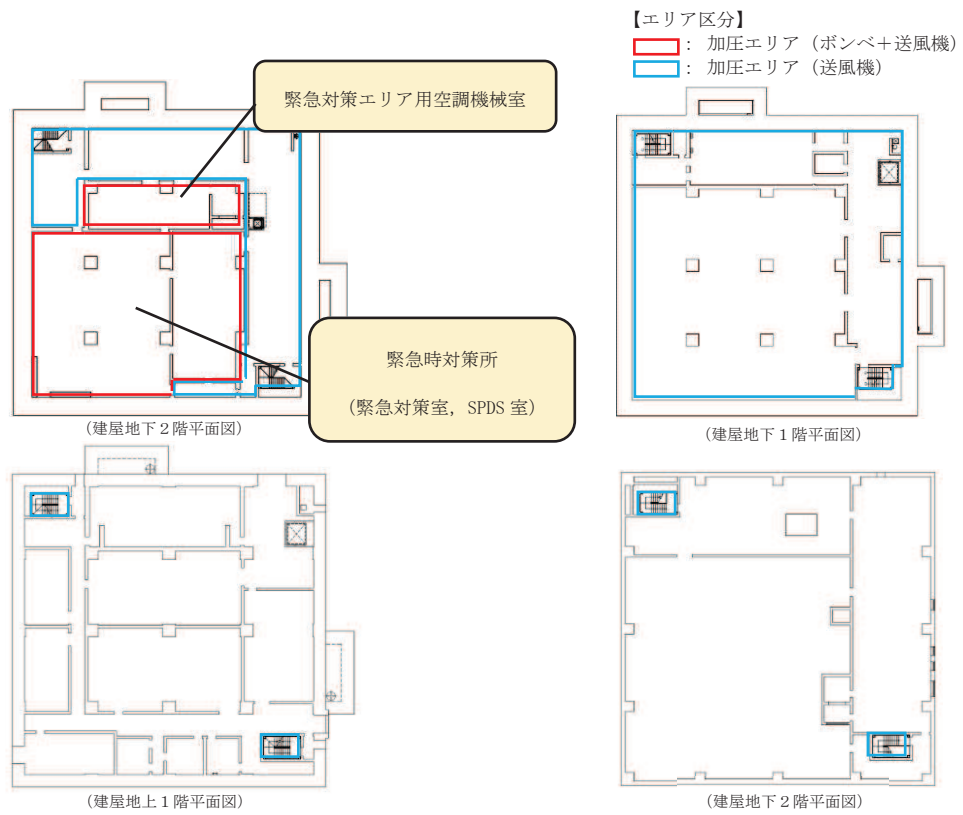 【エリア区分】
： 加圧エリア（ボンベ＋送風機）
： 加圧エリア（送風機）
緊急対策エリア用空調機械室
緊急時対策所
（緊急対策室，SPDS 室）
（建屋地下２階平面図）
（建屋地下１階平面図）
（建屋地上１階平面図）
（建屋地下２階平面図）